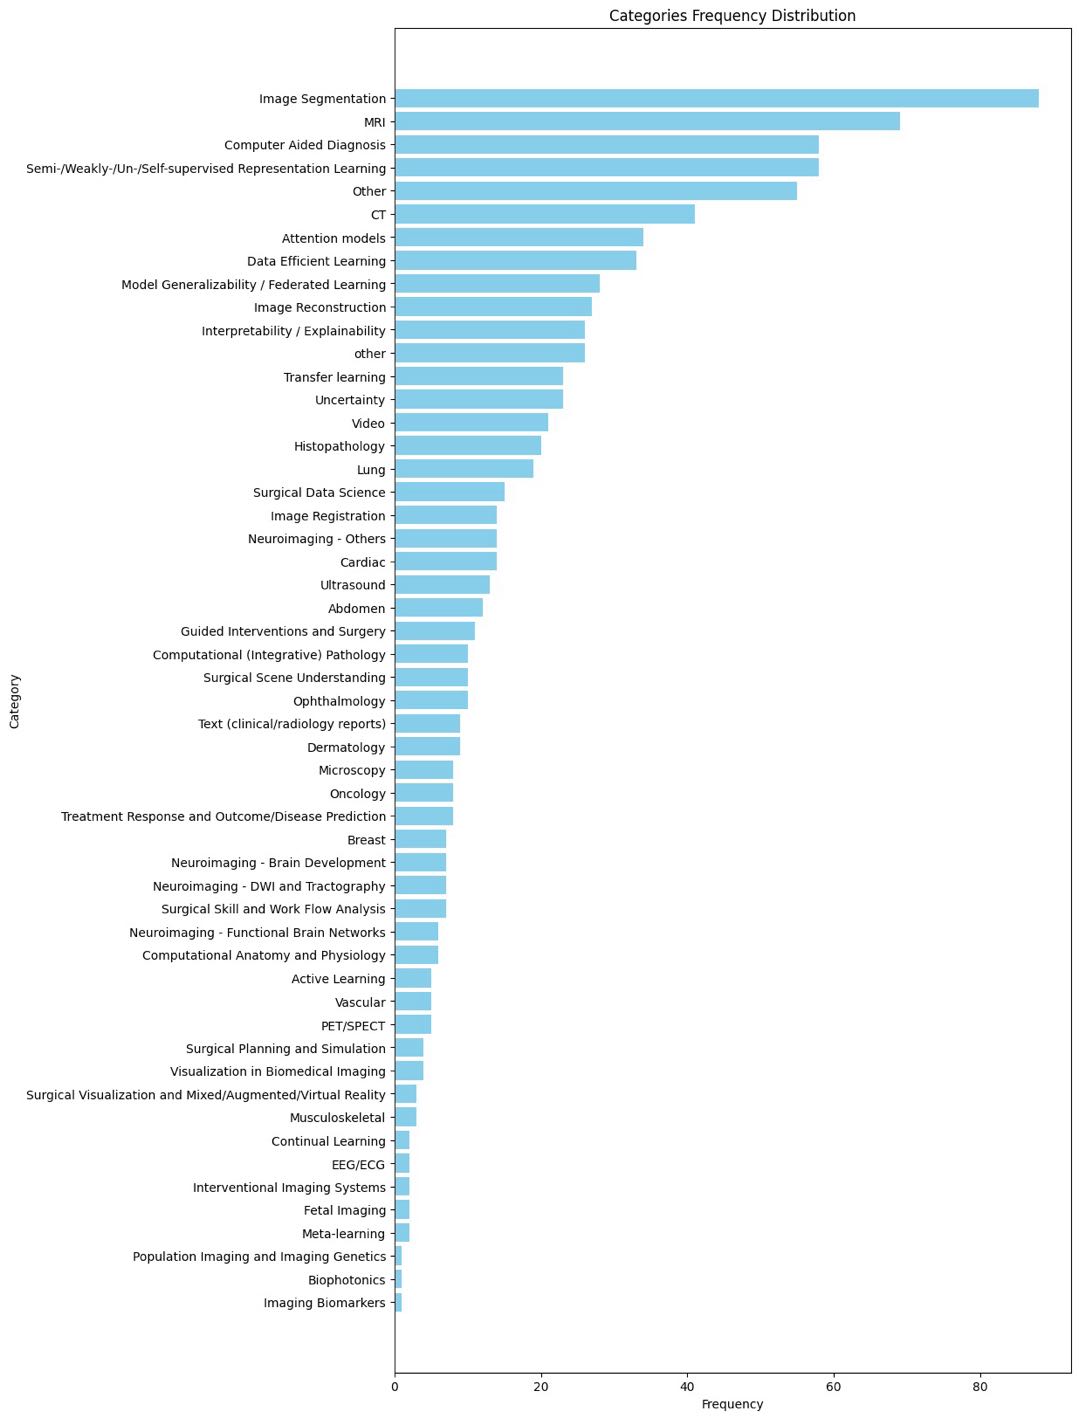 Categories Frequency Distribution
Image Segmentation
MRI
Computer Aided Diagnosis
Semi-/Weakly-/Un-/Self-supervised Representation Learning
Other
CT
Attention models
Data Efficient Learning
Model Generalizability / Federated Learning
Image Reconstruction
Interpretability / Explainability
other
Transfer learning
Uncertainty
Video
Histopathology
Lung
Surgical Data Science
Image Registration
Neuroimaging - Others
Cardiac
Ultrasound
Abdomen
Guided Interventions and Surgery
Computational (Integrative) Pathology
Surgical Scene Understanding
Ophthalmology
Text (clinical/radiology reports)
Dermatology
Microscopy
Oncology
Treatment Response and Outcome/Disease Prediction
Breast
Neuroimaging - Brain Development
Neuroimaging - DWI and Tractography
Surgical Skill and Work Flow Analysis
Neuroimaging - Functional Brain Networks
Computational Anatomy and Physiology
Active Learning
Vascular
PET/SPECT
Surgical Planning and Simulation
Visualization in Biomedical Imaging
Surgical Visualization and Mixed/Augmented/Virtual Reality
Musculoskeletal
Continual Learning
EEG/ECG
Interventional Imaging Systems
Fetal Imaging
Meta-learning
Population Imaging and Imaging Genetics
Biophotonics
Imaging Biomarkers
Category
0 20 40 60 80
Frequency